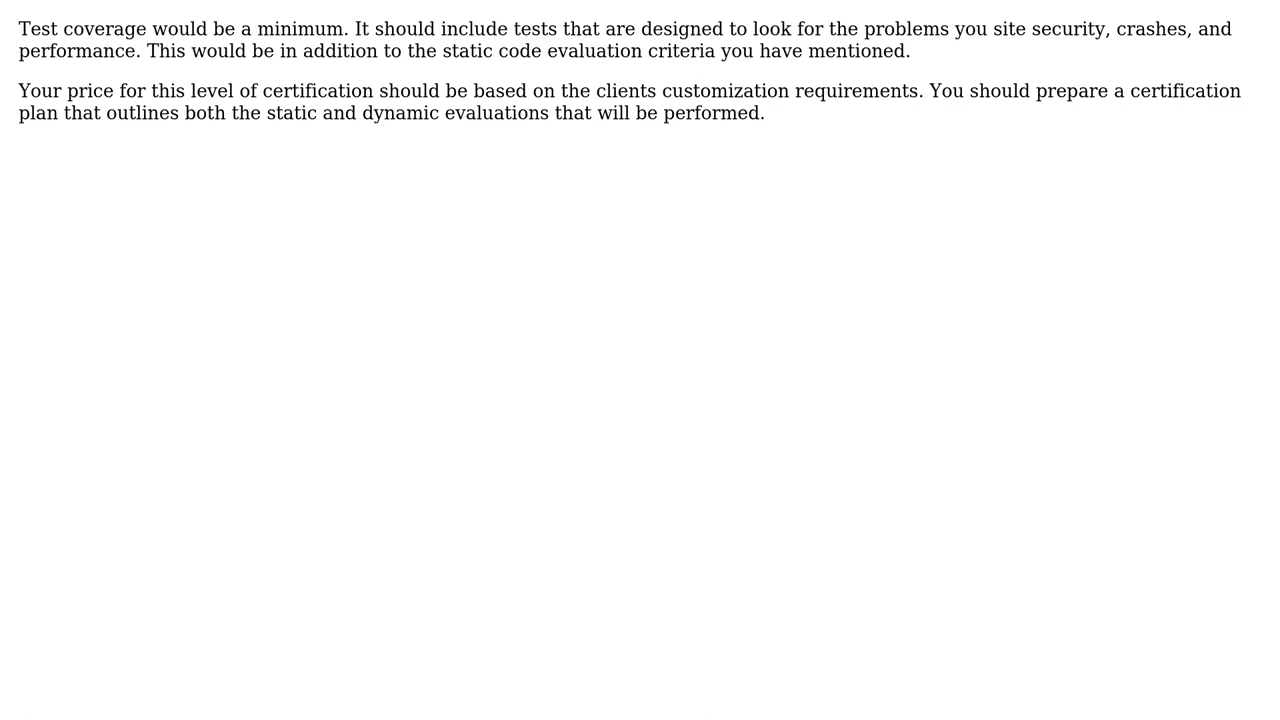 Test coverage would be a minimum. It should include tests that are designed to look for the problems you site security, crashes, and
performance. This would be in addition to the static code evaluation criteria you have mentioned.
Your price for this level of certification should be based on the clients customization requirements. You should prepare a certification
plan that outlines both the static and dynamic evaluations that will be performed.